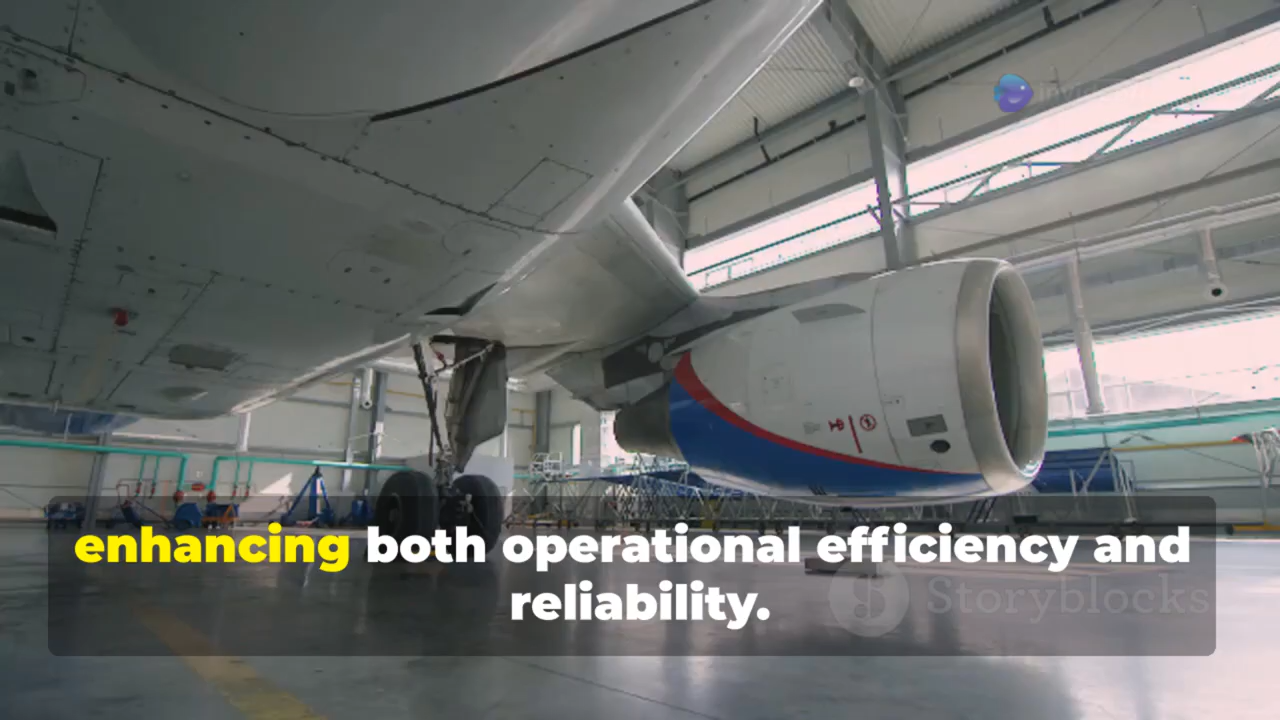 enhancing both operational efficiency and
reliability.
Storyblocks